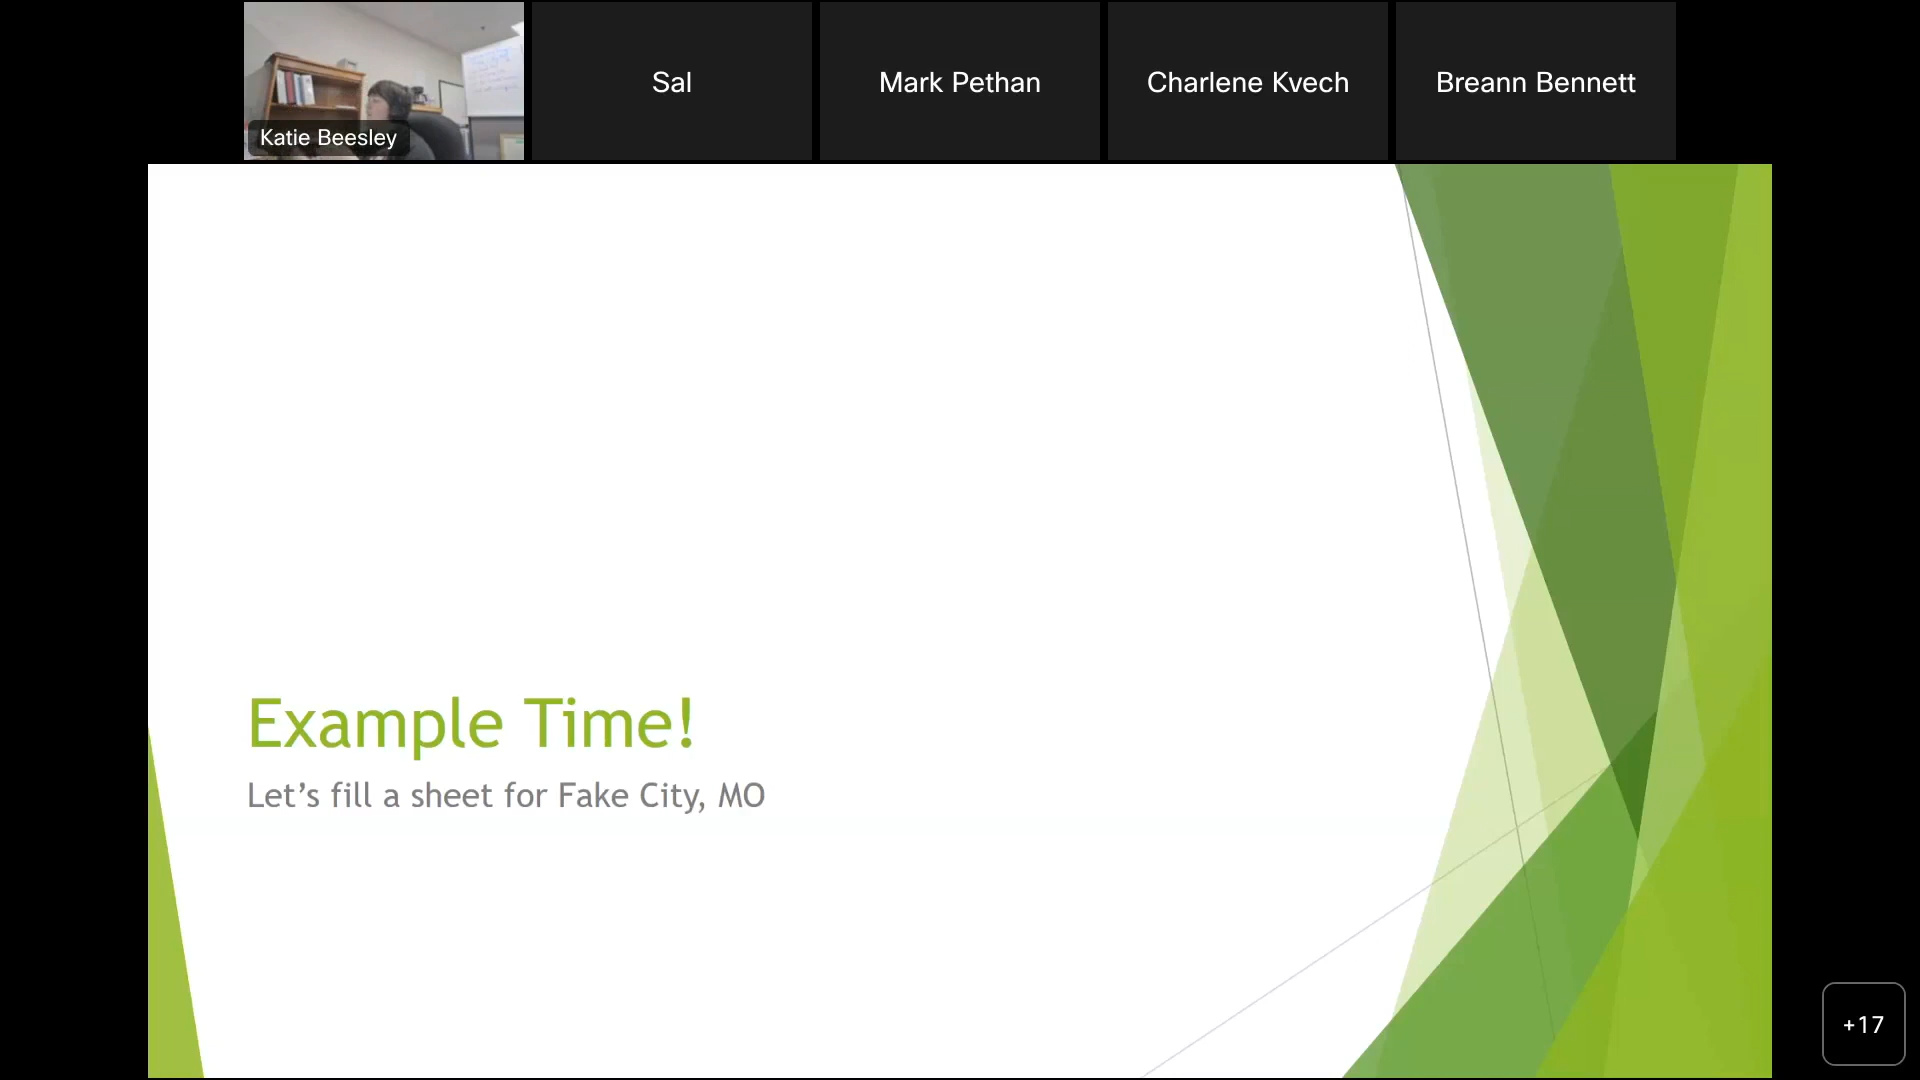 Katie Beesley
Sal
Mark Pethan
Charlene Kvech
Breann Bennett
Example Time!
Let’s fill a sheet for Fake City, MO
+17